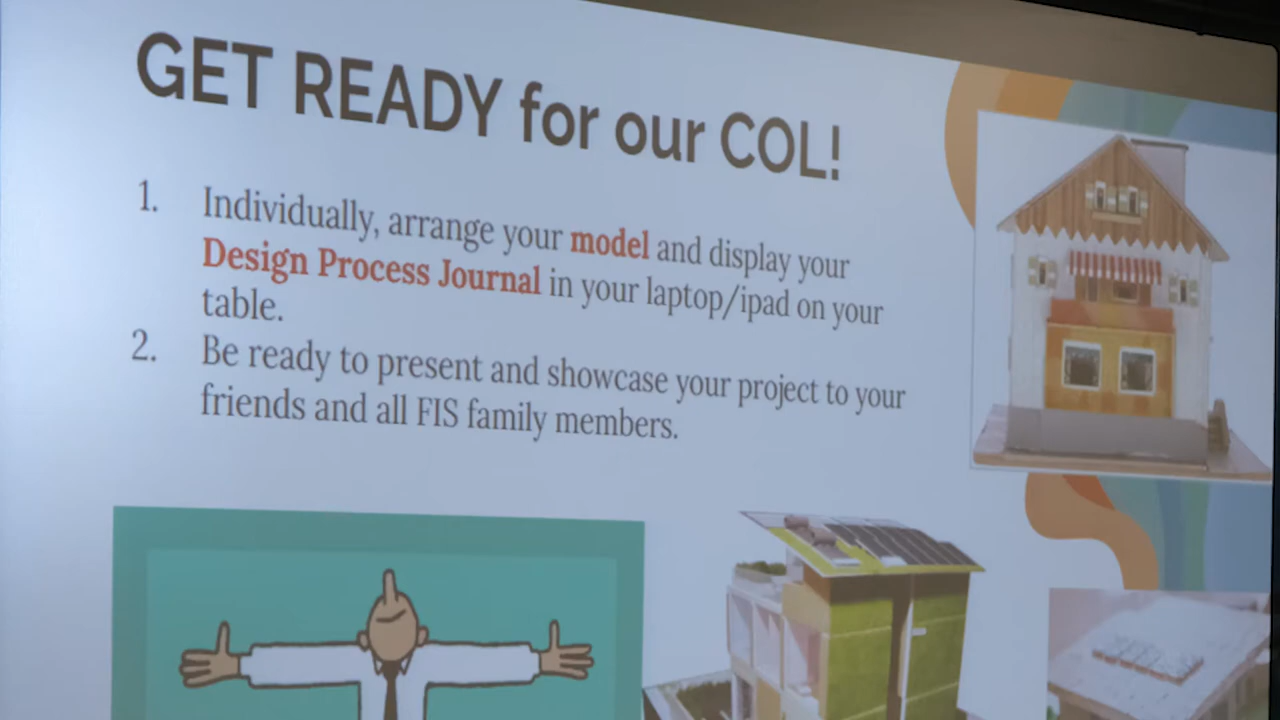 GET READY for our COL!
1. Individually, arrange your model and display your
Design Process Journal in your laptop/ipad on your
table.
2. Be ready to present and showcase your project to your
friends and all FIS family members.